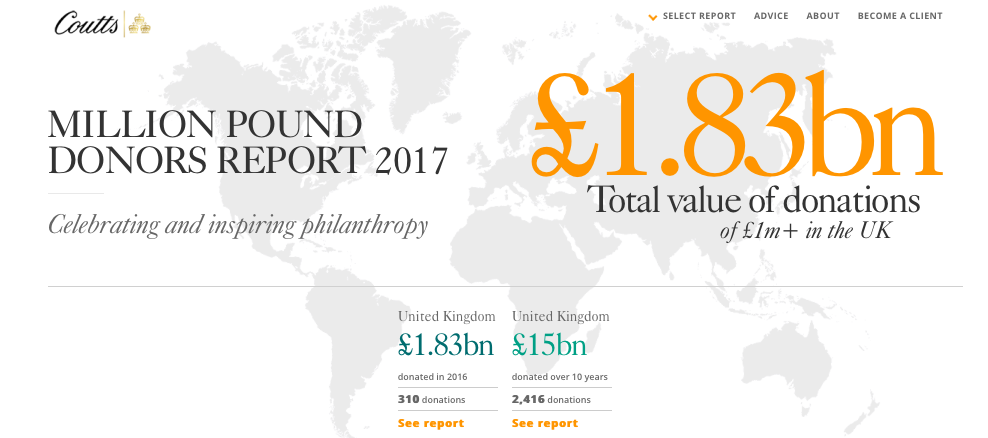 Coutts
SELECT REPORT ADVICE ABOUT BECOME A CLIENT
MILLION POUND
DONORS REPORT 2017
Celebrating and inspiring philanthropy
£1.83bn
Total value of donations
of £1m+ in the UK
United Kingdom
£1.83bn
donated in 2016
310 donations
See report
United Kingdom
£15bn
donated over 10 years
2,416 donations
See report